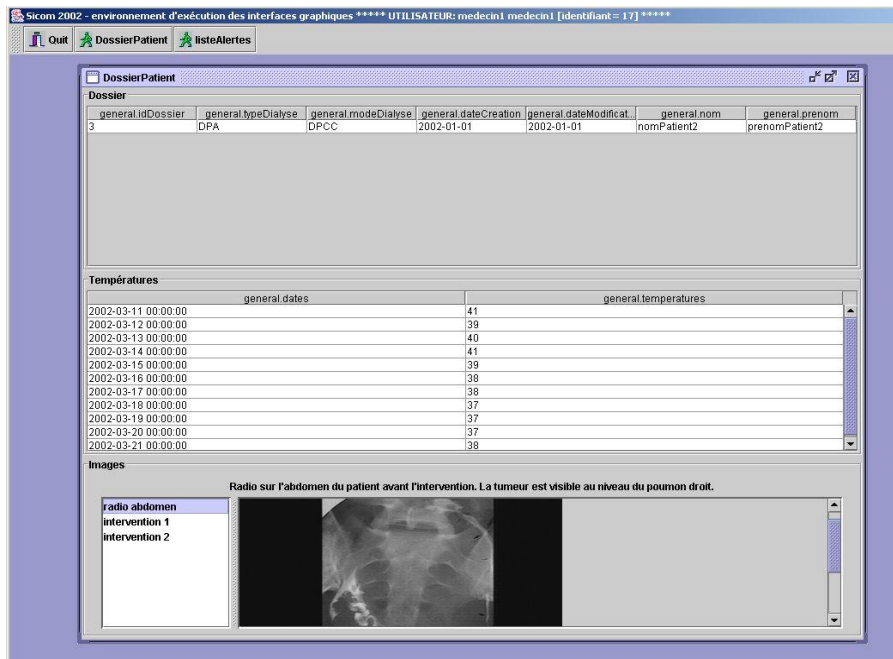 Sicom 2002 - environnement d'exécution des interfaces graphiques ***** UTILISATEUR: medecin1 medecin1 [identifiant= 17] *****
Quit DossierPatient listeAlertes
DossierPatient
Dossier
general.idDossier general.typeDialyse general.modeDialyse general.dateCreation general.dateModificat... general.nom general.prenom
3 DPA DPCC 2002-01-01 2002-01-01 nomPatient2 prenomPatient2
Températures
general.dates general.temperatures
2002-03-11 00:00:00 41
2002-03-12 00:00:00 39
2002-03-13 00:00:00 40
2002-03-14 00:00:00 41
2002-03-15 00:00:00 39
2002-03-16 00:00:00 38
2002-03-17 00:00:00 38
2002-03-18 00:00:00 37
2002-03-19 00:00:00 37
2002-03-20 00:00:00 37
2002-03-21 00:00:00 38
Images
Radio sur l'abdomen du patient avant l'intervention. La tumeur est visible au niveau du poumon droit.
radio abdomen
intervention 1
intervention 2